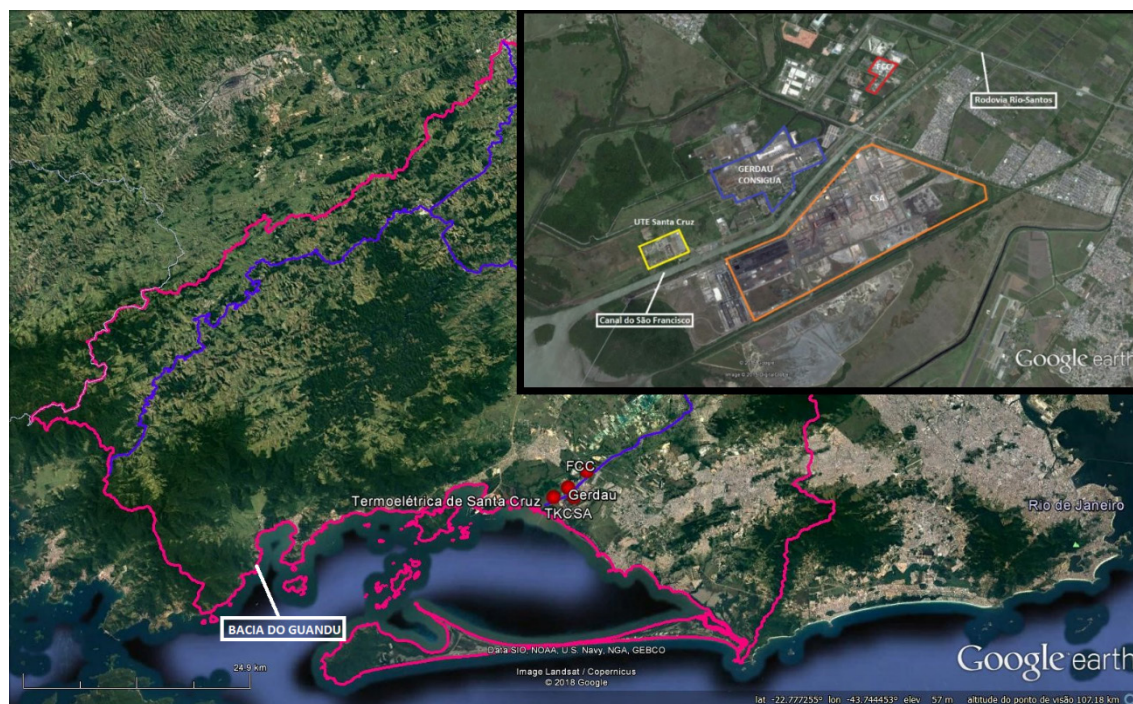 FCC
Rodovia Rio-Santos
GERDAU
CONSIGUA
CSA
UTE Santa Cruz
Canal do São Francisco
Google earth
FCC
Termoelétrica de Santa Cruz
Gerdau
TKCSA
Rio de Janeiro
BACIA DO GUANDU
24.9 km
Data SIO, NOAA, U.S. Navy, NGA, GEBCO
Image Landsat / Copernicus
© 2018 Google
Google earth
lat -22.777255° lon -43.744453° elev 57 m altitude do ponto de visão 107.18 km